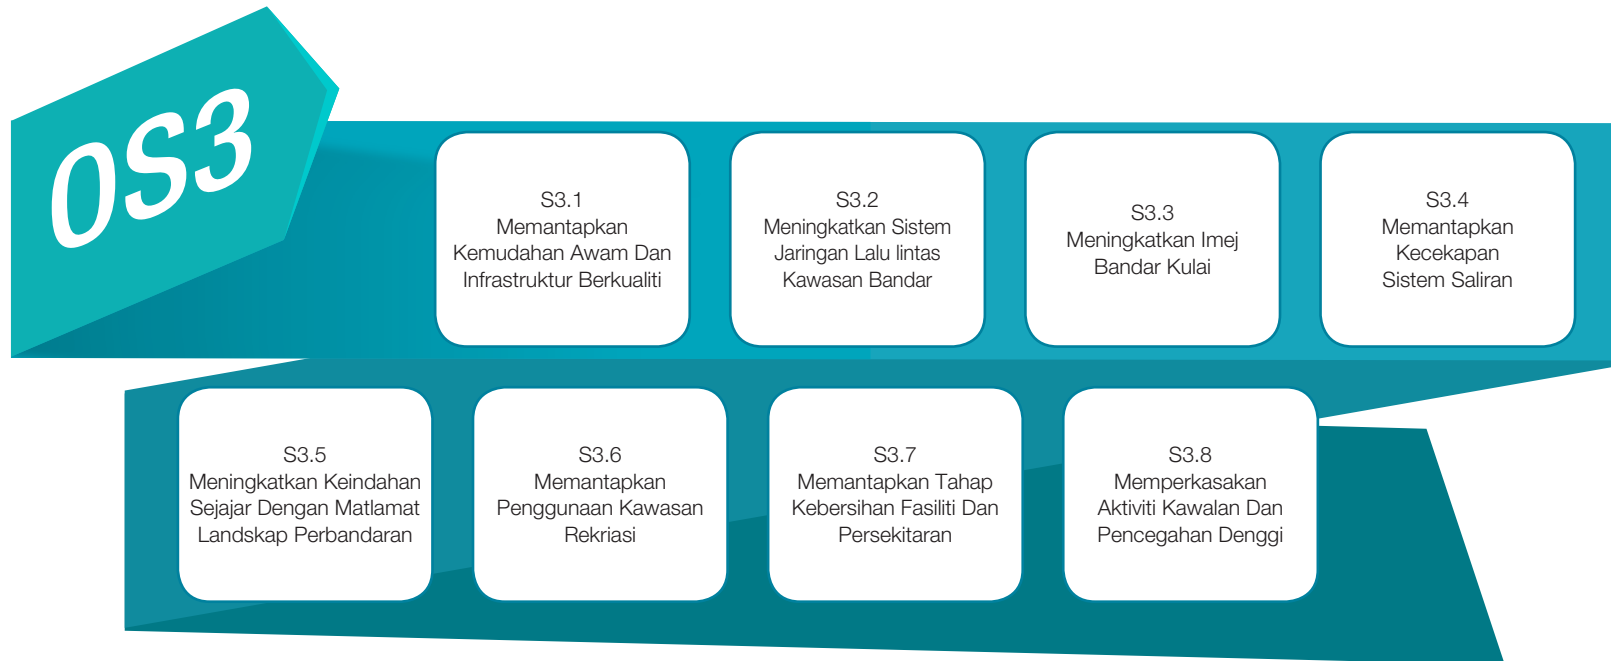 OS3
S3.1
Memantapkan
Kemudahan Awam Dan
Infrastruktur Berkualiti
S3.2
Meningkatkan Sistem
Jaringan Lalu lintas
Kawasan Bandar
S3.3
Meningkatkan Imej
Bandar Kulai
S3.4
Memantapkan
Kecekapan
Sistem Saliran
S3.5
Meningkatkan Keindahan
Sejajar Dengan Matlamat
Landskap Perbandaran
S3.6
Memantapkan
Penggunaan Kawasan
Rekriasi
S3.7
Memantapkan Tahap
Kebersihan Fasiliti Dan
Persekitaran
S3.8
Memperkasakan
Aktiviti Kawalan Dan
Pencegahan Denggi